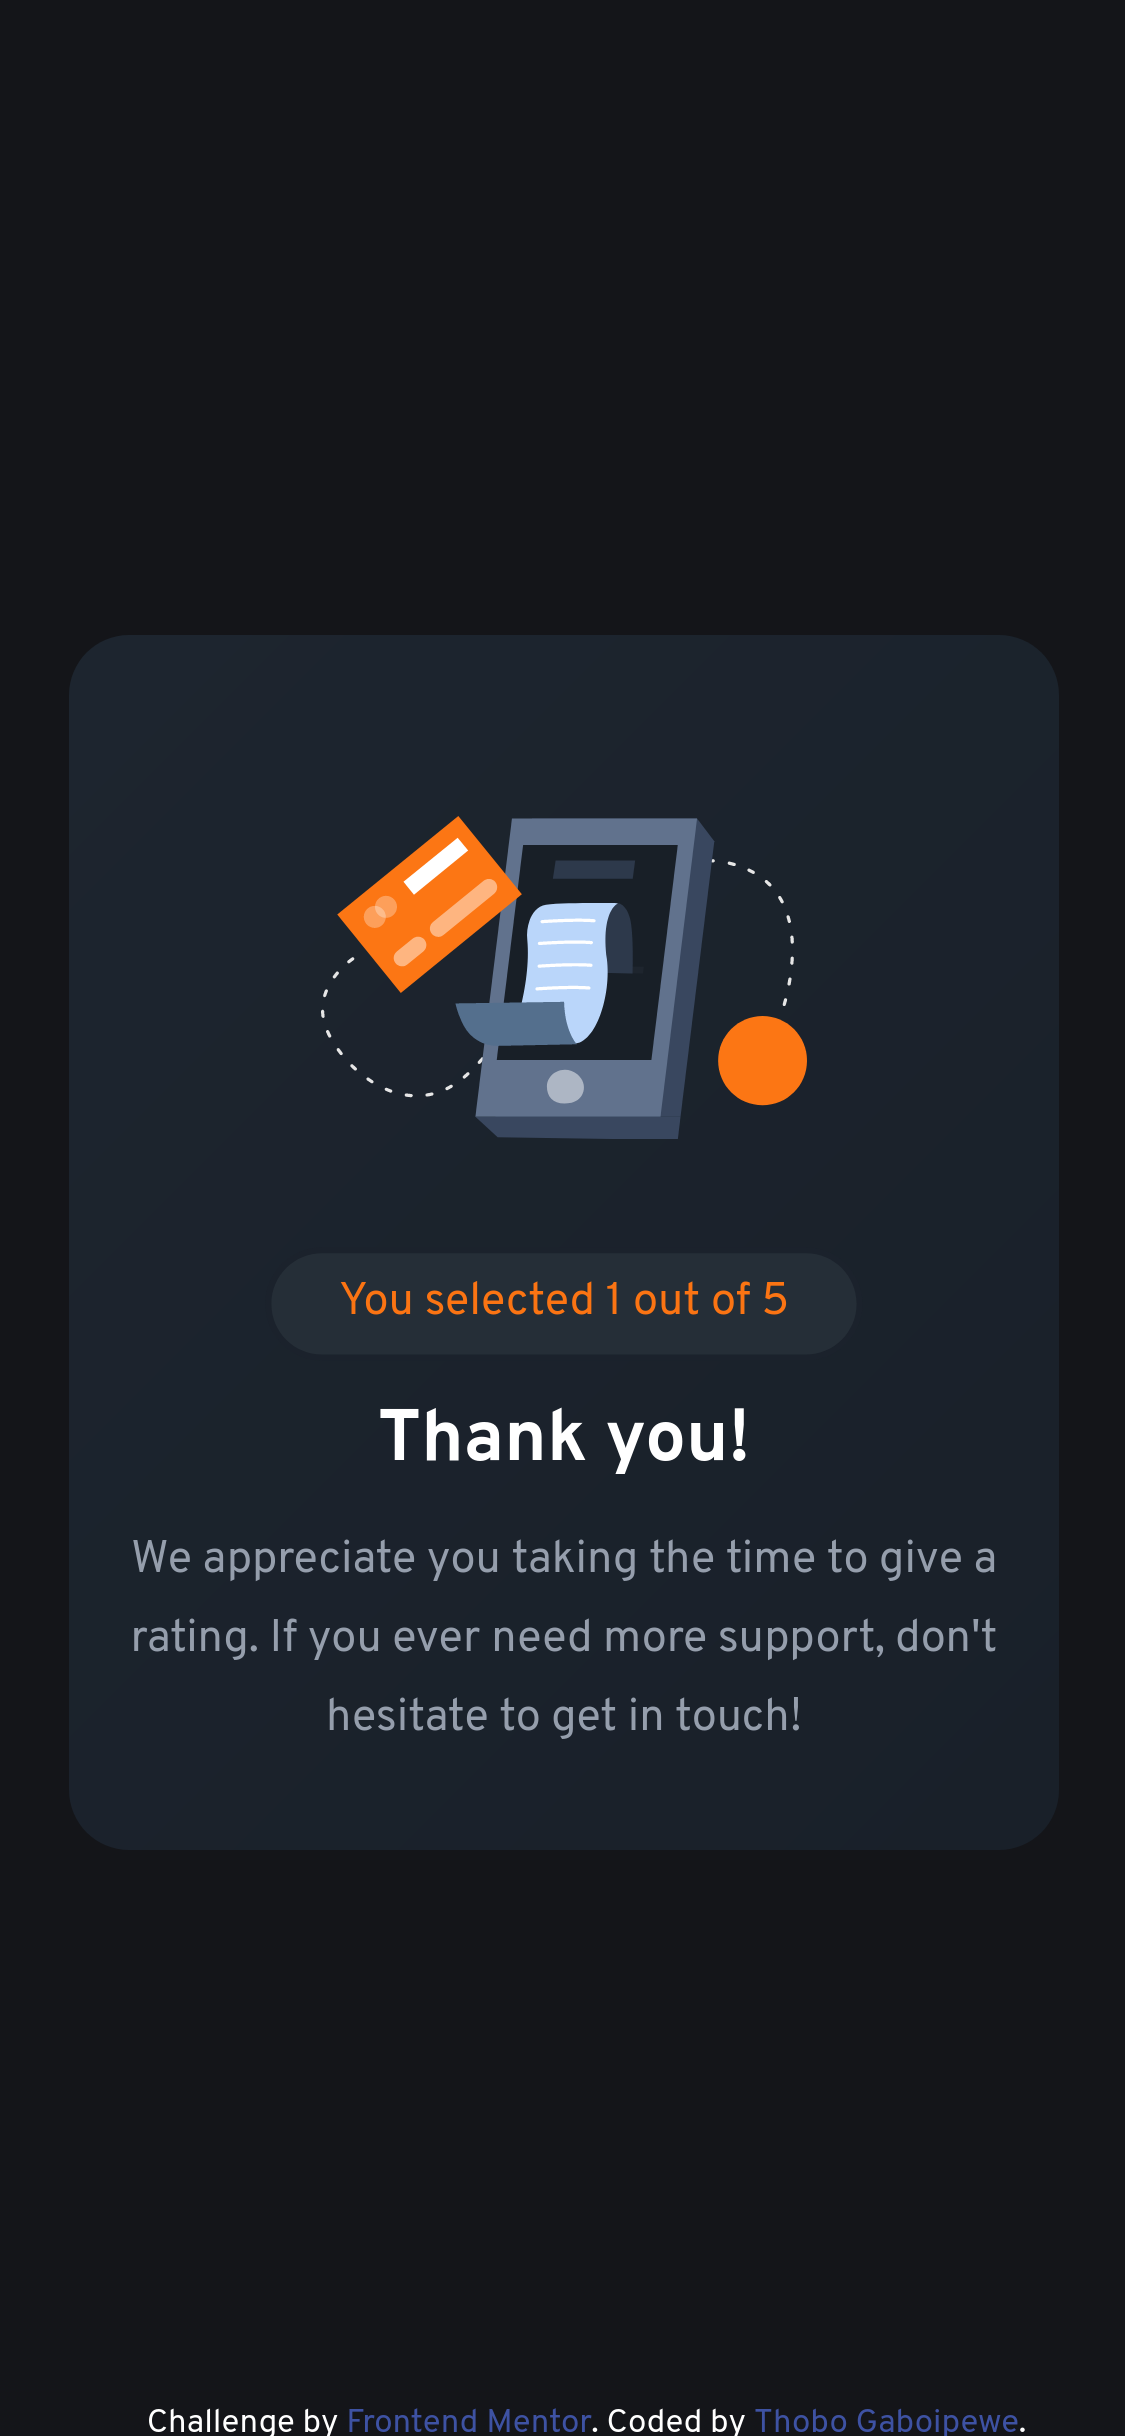 You selected 1 out of 5
Thank you!
We appreciate you taking the time to give a
rating. If you ever need more support, don't
hesitate to get in touch!
Challenge by Frontend Mentor. Coded by Thobo Gaboipewe.